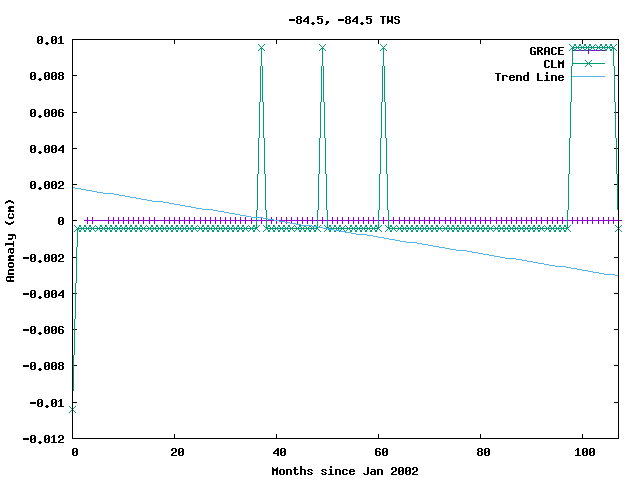 -84.5, -84.5 TWS
GRACE
CLM
Trend Line
0.01
0.008
0.006
0.004
0.002
0
-0.002
-0.004
-0.006
-0.008
-0.01
-0.012
Anomaly (cm)
0 20 40 60 80 100
Months since Jan 2002